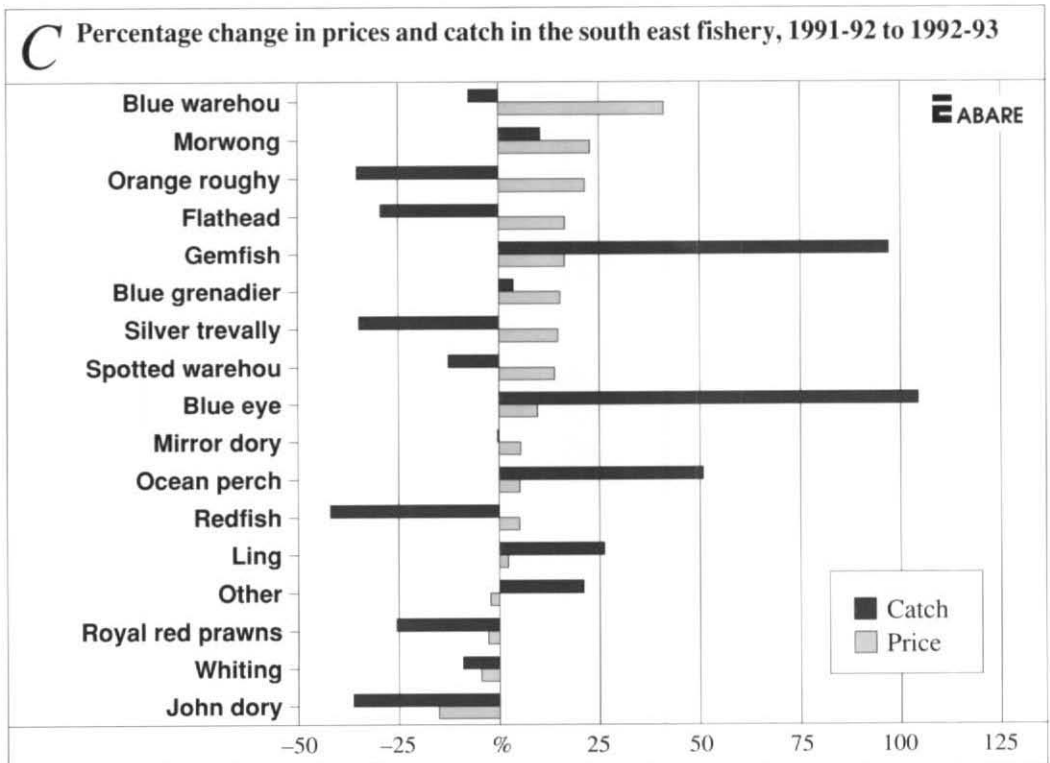 C Percentage change in prices and catch in the south east fishery, 1991-92 to 1992-93
ABARE
Blue warehou
Morwong
Orange roughy
Flathead
Gemfish
Blue grenadier
Silver trevally
Spotted warehou
Blue eye
Mirror dory
Ocean perch
Redfish
Ling
Other
Royal red prawns
Whiting
John dory
Catch
Price
–50 –25 % 25 50 75 100 125